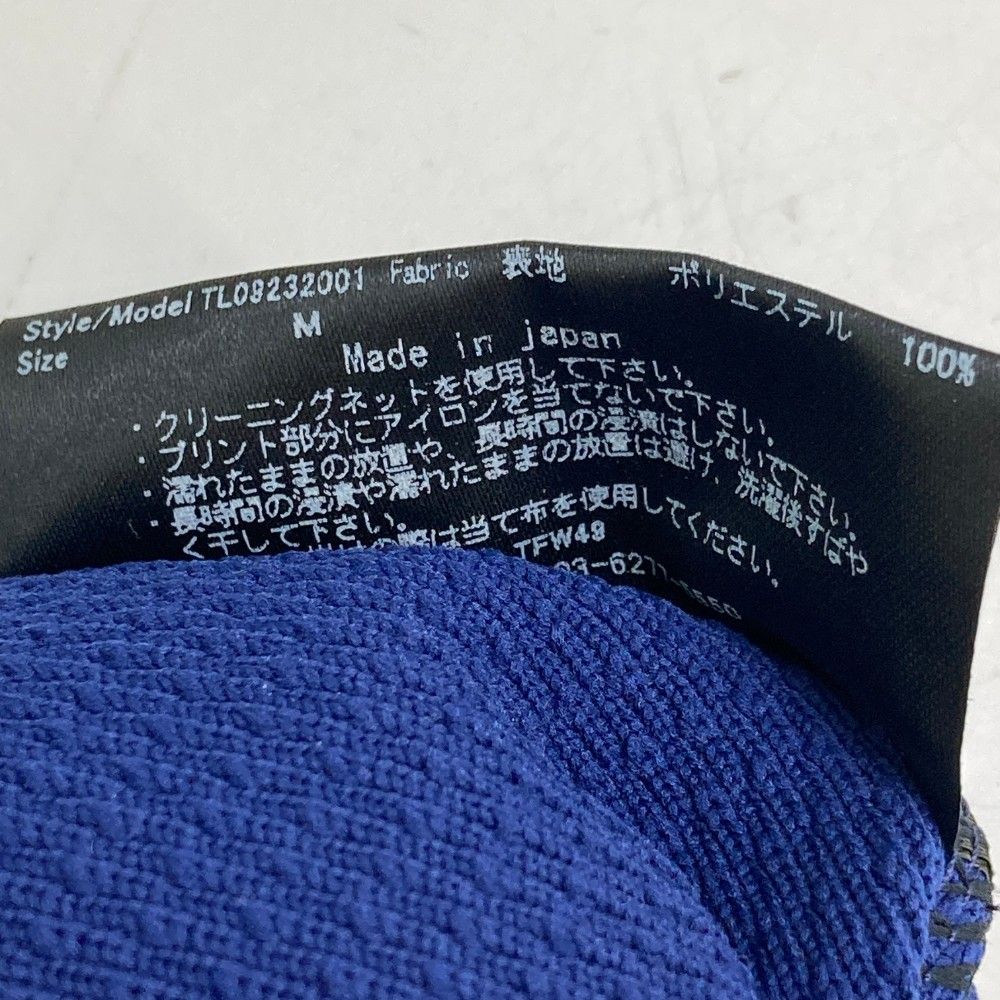 Style/Model TL09232001 Fabric 表地 ポリエステル 100%
Size M
Made in japan
・クリーニングネットを使用して下さい。
・プリント部分にアイロンを当てないで下さい。
・濡れたままの放置や、長時間の浸漬はしないで下さい。
・長時間の浸漬や濡れたままの放置は避け、洗濯後すばや
く干して下さい。
際は当て布を使用してください。
TFW49